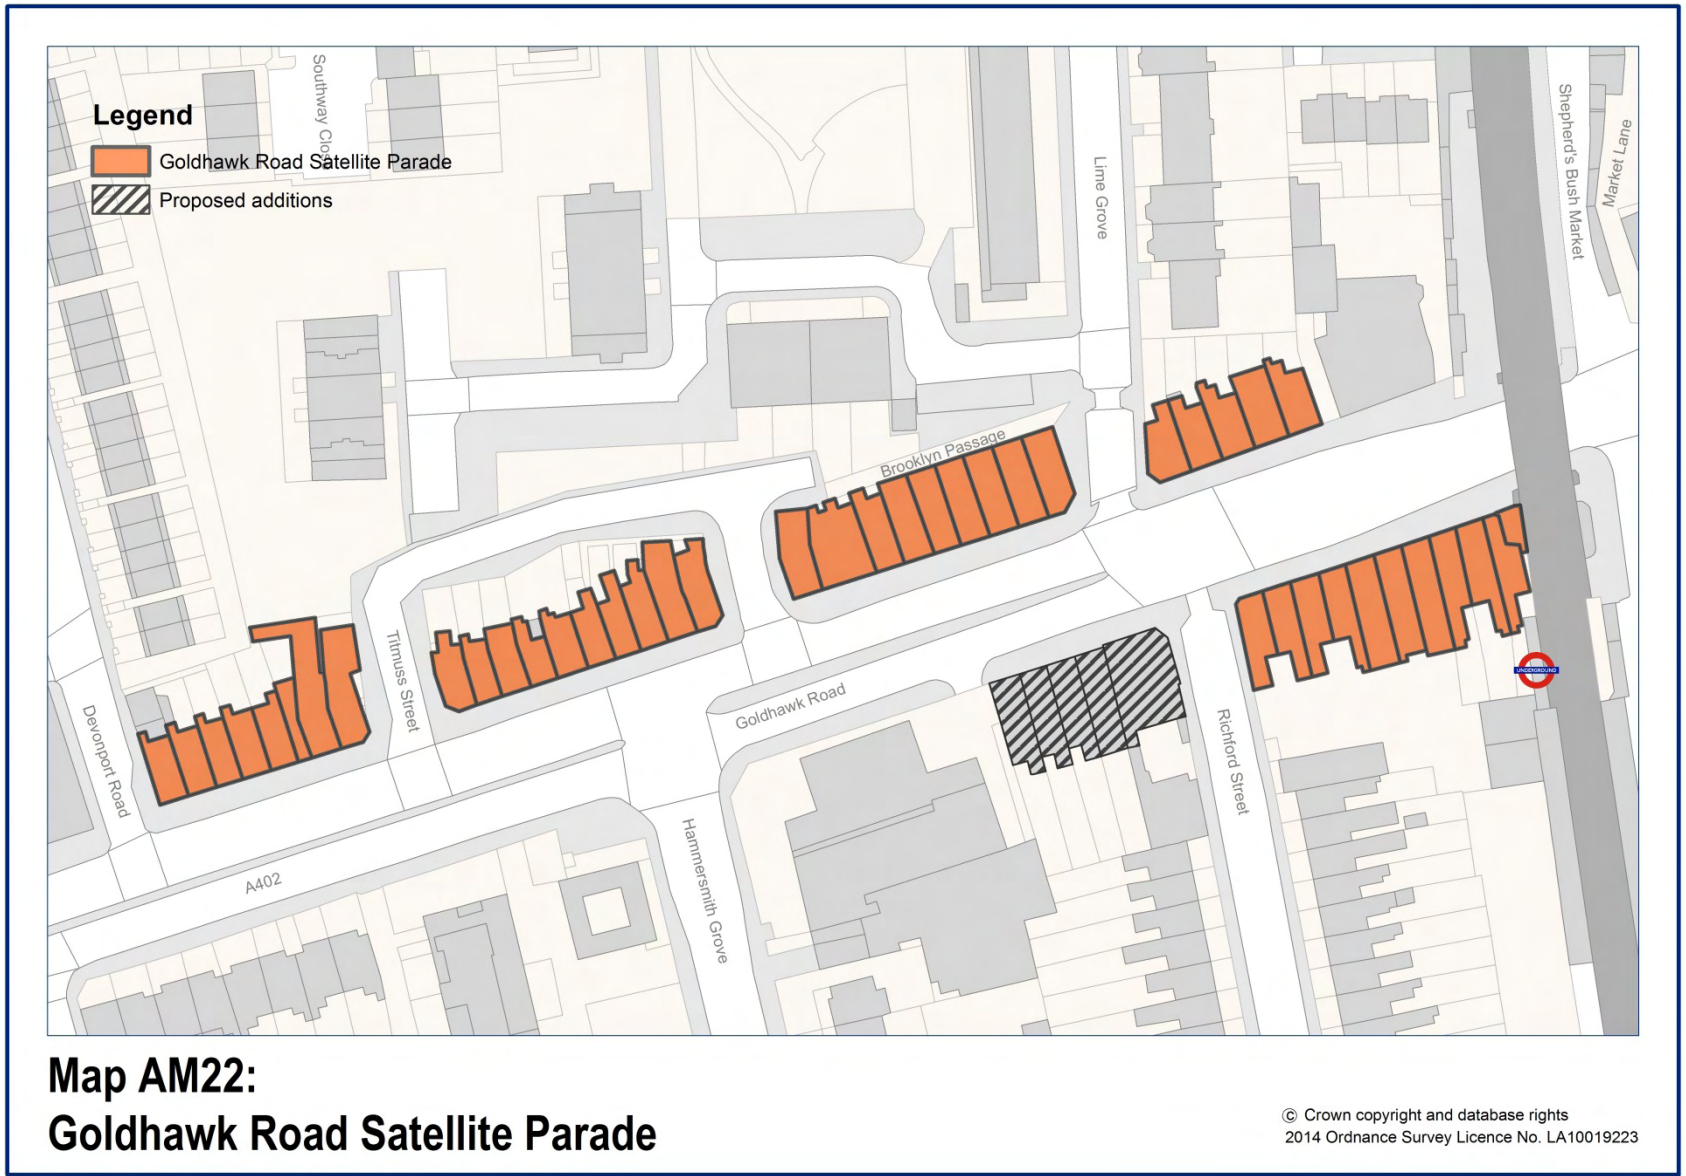 Legend
Goldhawk Road Satellite Parade
Proposed additions
Southway Close
Lime Grove
Shepherd's Bush Market
Market Lane
Brooklyn Passage
Titmuss Street
Devonport Road
Goldhawk Road
Richford Street
Hammersmith Grove
A402
UNDERGROUND
Map AM22:
Goldhawk Road Satellite Parade
© Crown copyright and database rights
2014 Ordnance Survey Licence No. LA10019223